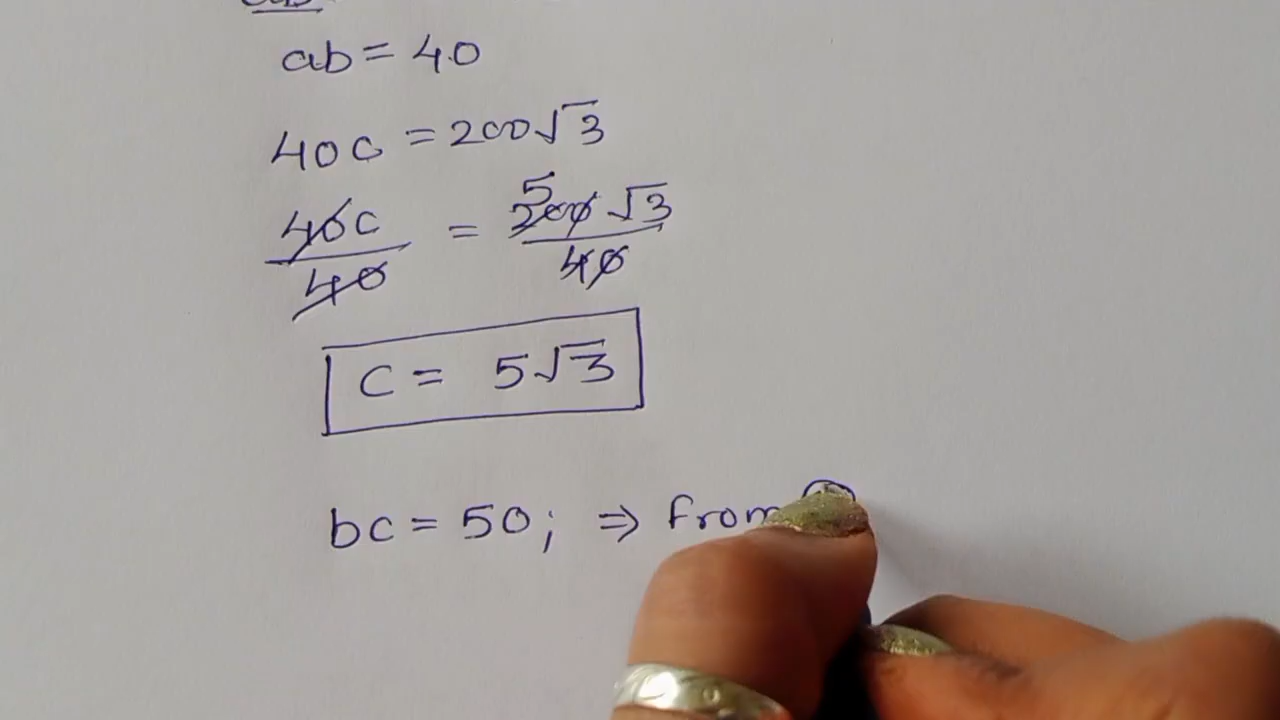 ab = 40
40c = 200√3
40c/40 = 5 200√3/40
c = 5√3
bc = 50; ⇒ from